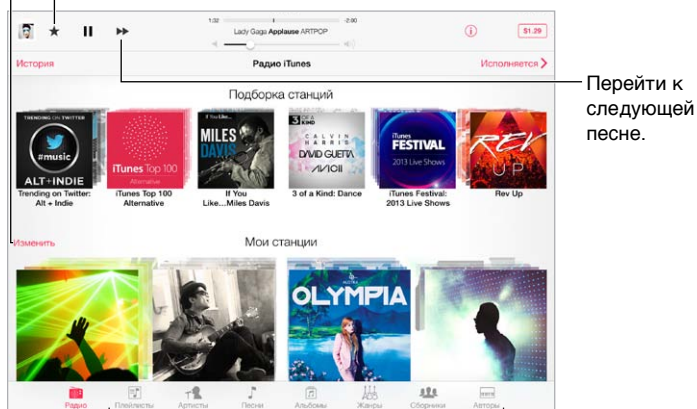 1:32 -2:00
Lady Gaga Applause ARTPOP
$1.29
История
Радио iTunes
Исполняется
Перейти к
следующей
песне.
Подборка станций
TRENDING ON TWITTER
#music
ALT+INDIE
iTunes Top 100
Alternative
If You Like...
MILES
DAVIS
3 OF A KIND
CALVIN
HARRIS
DAVID GUETTA
AVICII
iTunes
FESTIVAL
2013 Live Shows
REV
UP
Trending on Twitter:
Alt + Indie
iTunes Top 100
Alternative
If You
Like...Miles Davis
3 of a Kind: Dance
iTunes Festival:
2013 Live Shows
Rev Up
Изменить
Мои станции
OLYMPIA
Радио
Плейлисты
Артисты
Песни
Альбомы
Жанры
Сборники
Авторы